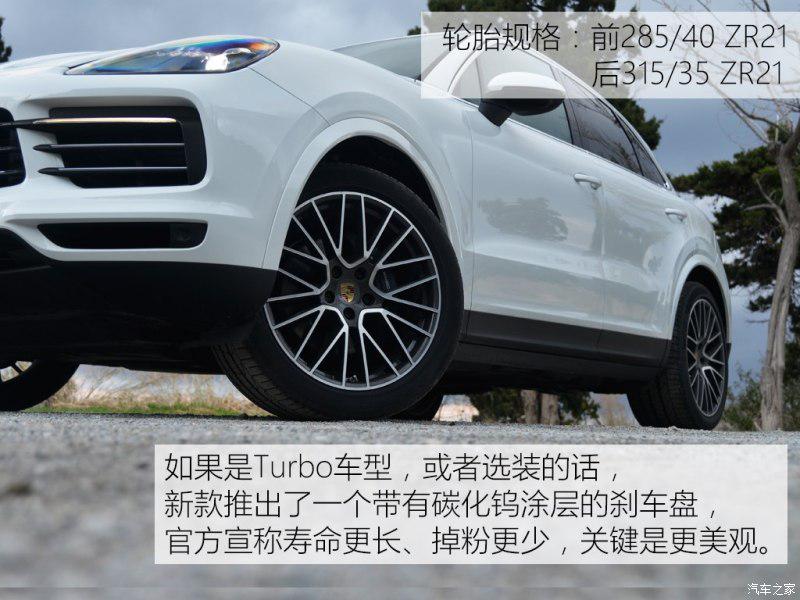 轮胎规格：前285/40 ZR21
后315/35 ZR21
如果是Turbo车型，或者选装的话，
新款推出了一个带有碳化钨涂层的刹车盘，
官方宣称寿命更长、掉粉更少，关键是更美观。
汽车之家